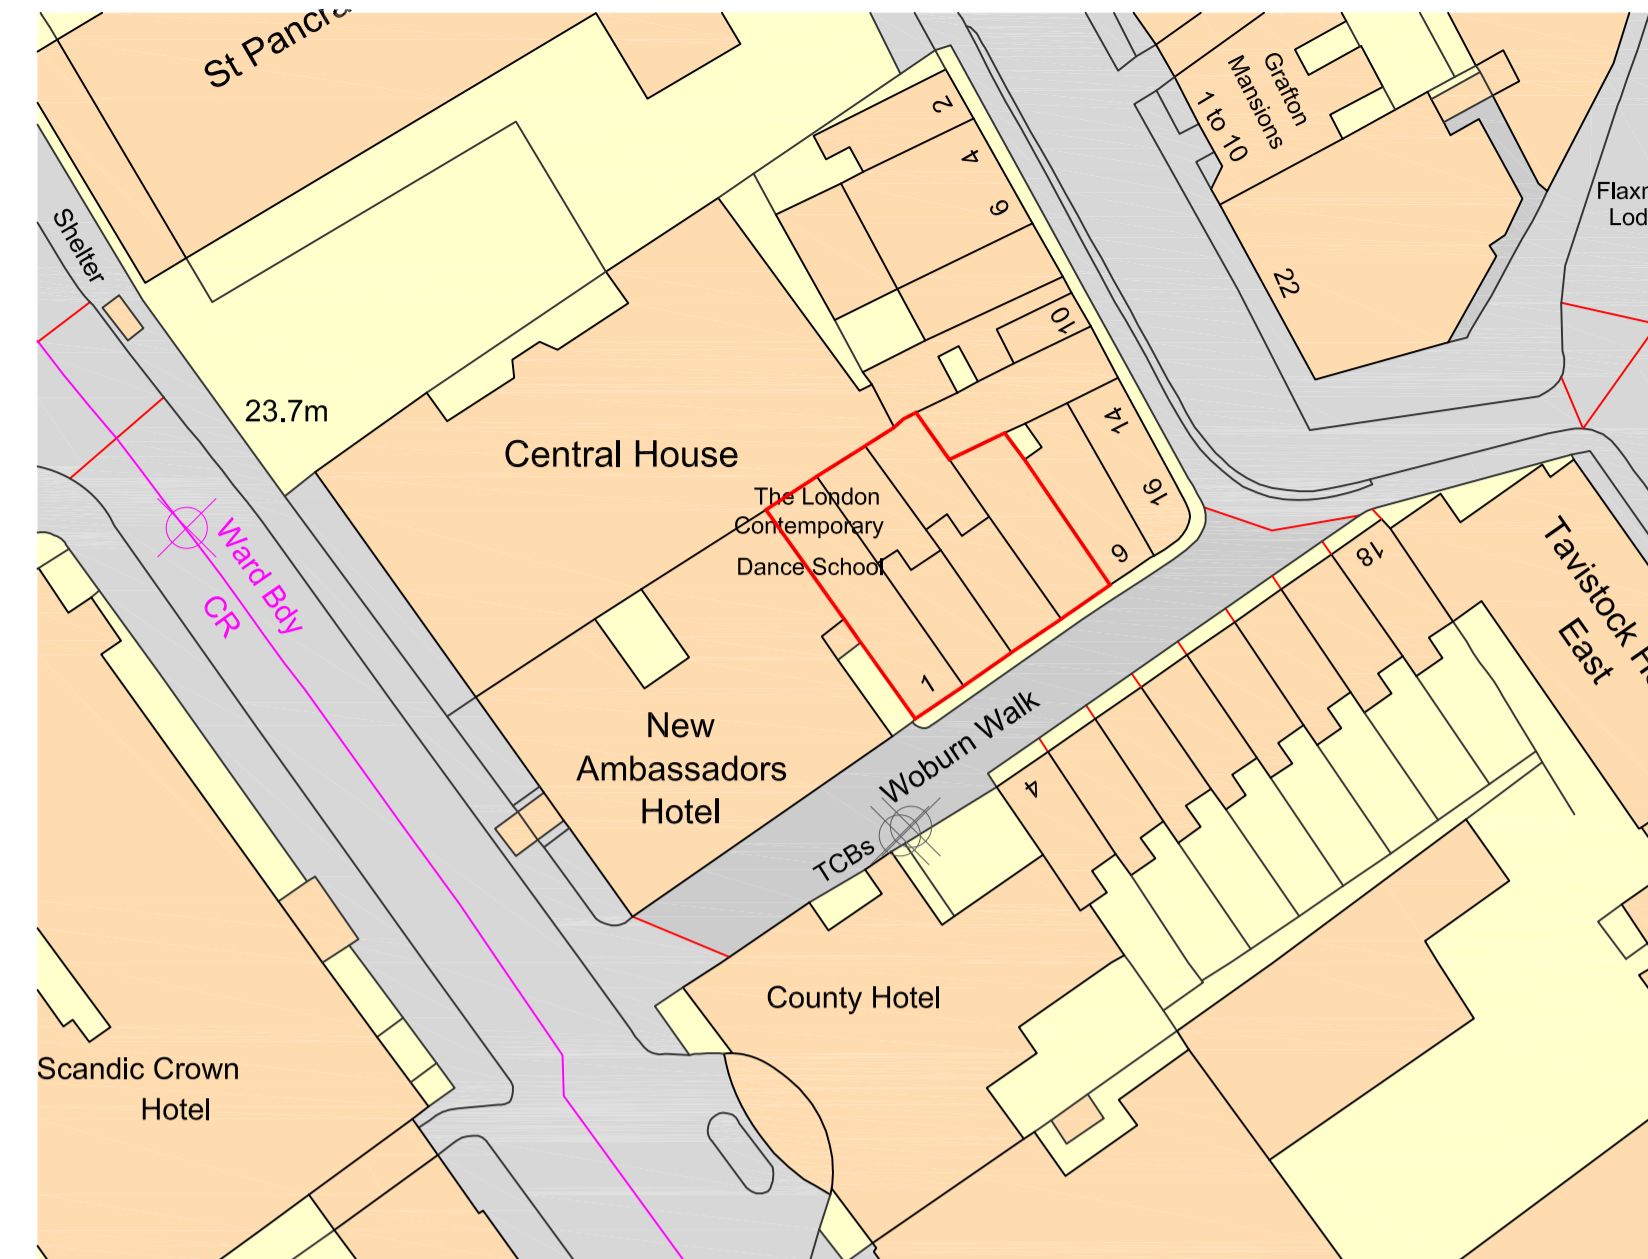 St Pancra
Shelter
23.7m
Central House
The London
Contemporary
Dance School
Ward Bdy
CR
New
Ambassadors
Hotel
Woburn Walk
TCBs
County Hotel
Scandic Crown
Hotel
Grafton
Mansions
1 to 10
22
Flaxm
Lod
2
4
6
10
14
16
6
1
4
18
Tavistock H
East